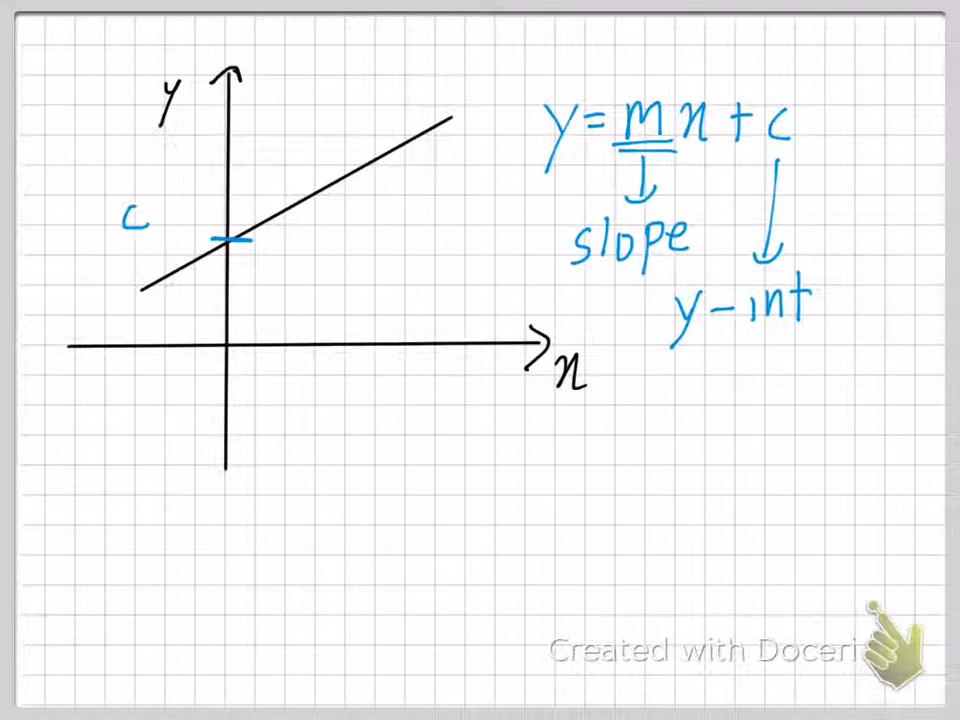 y
y = mx + c
c
slope
y-int
x
Created with Doceri